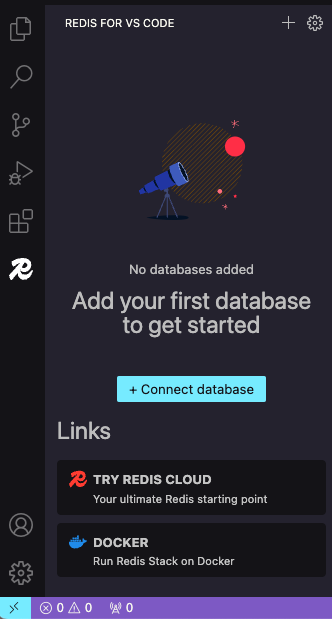 REDIS FOR VS CODE
No databases added
Add your first database
to get started
+ Connect database
Links
TRY REDIS CLOUD
Your ultimate Redis starting point
DOCKER
Run Redis Stack on Docker
0 0 0